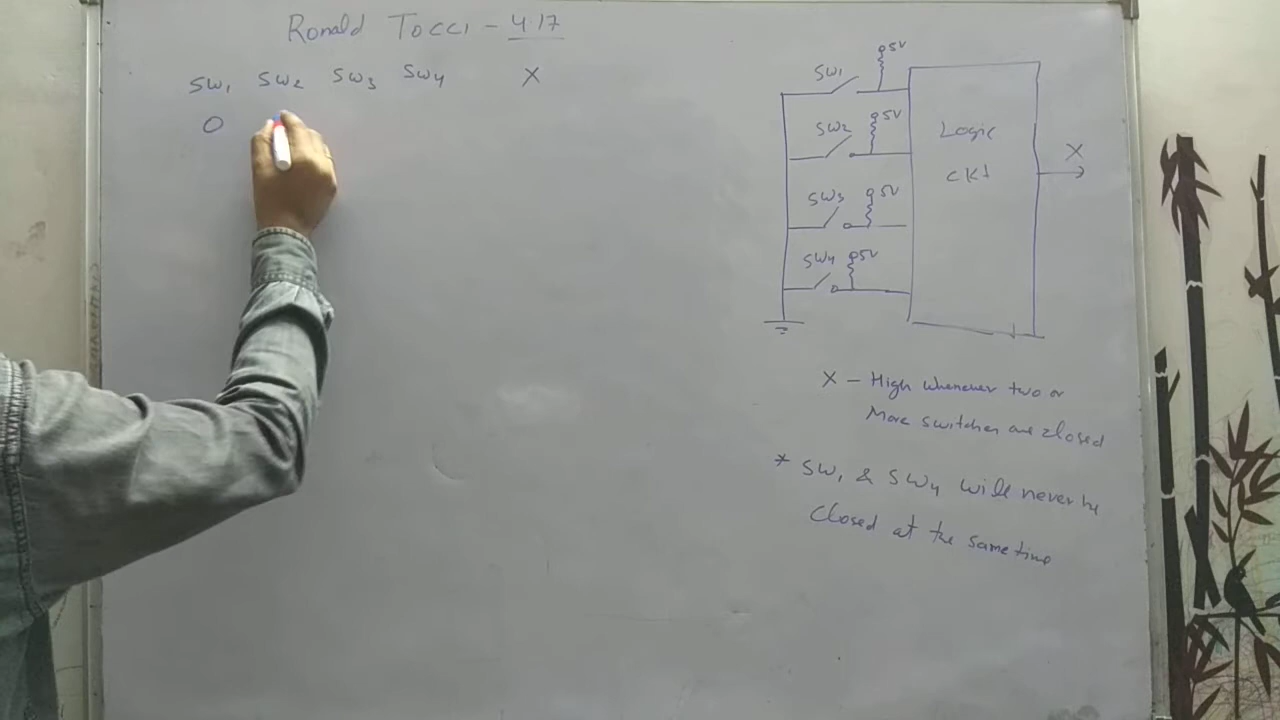 Ronald Tocci - 4.17
SW1 SW2 SW3 SW4 X
0
5V
SW1
5V
SW2
Logic
X
CKt
5V
SW3
5V
SW4
X - High whenever two or
More switches are closed
* SW1 & SW4 will never be
closed at the same time